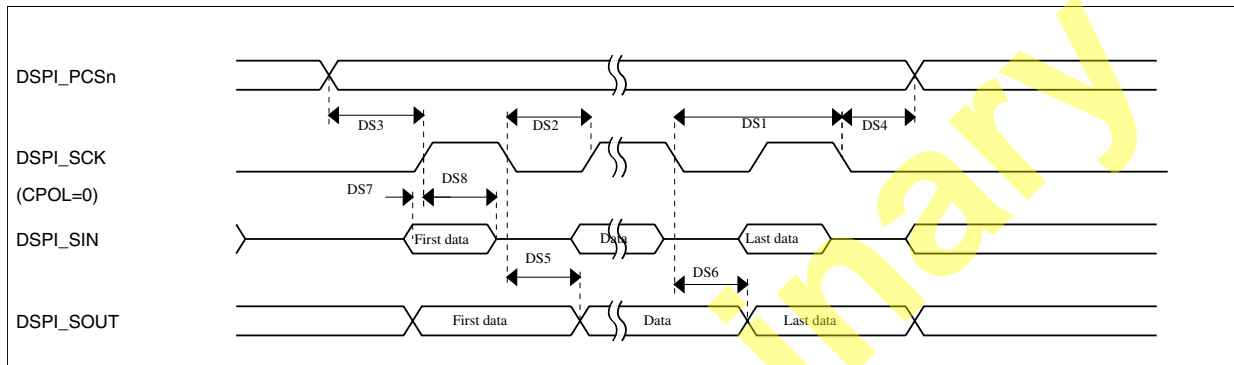 DSPI_PCSn
DS3
DS2
DS1
DS4
DSPI_SCK
(CPOL=0)
DS7
DS8
DSPI_SIN
First data
Data
Last data
DS5
DS6
DSPI_SOUT
First data
Data
Last data
inary